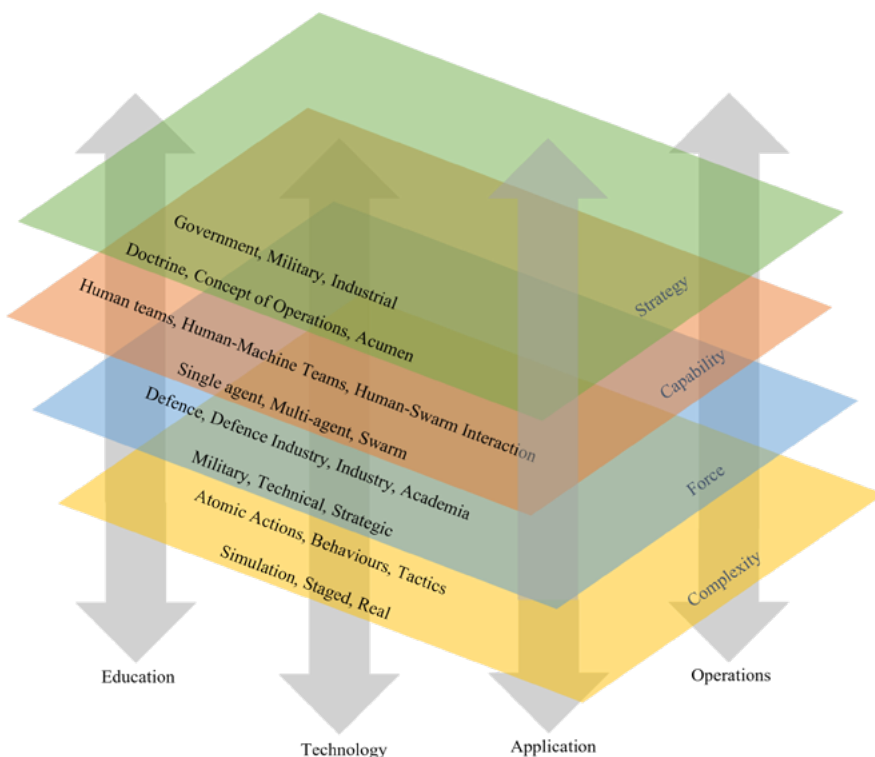 Government, Military, Industrial
Doctrine, Concept of Operations, Acumen
Strategy
Human teams, Human-Machine Teams, Human-Swarm Interaction
Single agent, Multi-agent, Swarm
Capability
Defence, Defence Industry, Industry, Academia
Military, Technical, Strategic
Force
Atomic Actions, Behaviours, Tactics
Simulation, Staged, Real
Complexity
Education
Technology
Application
Operations